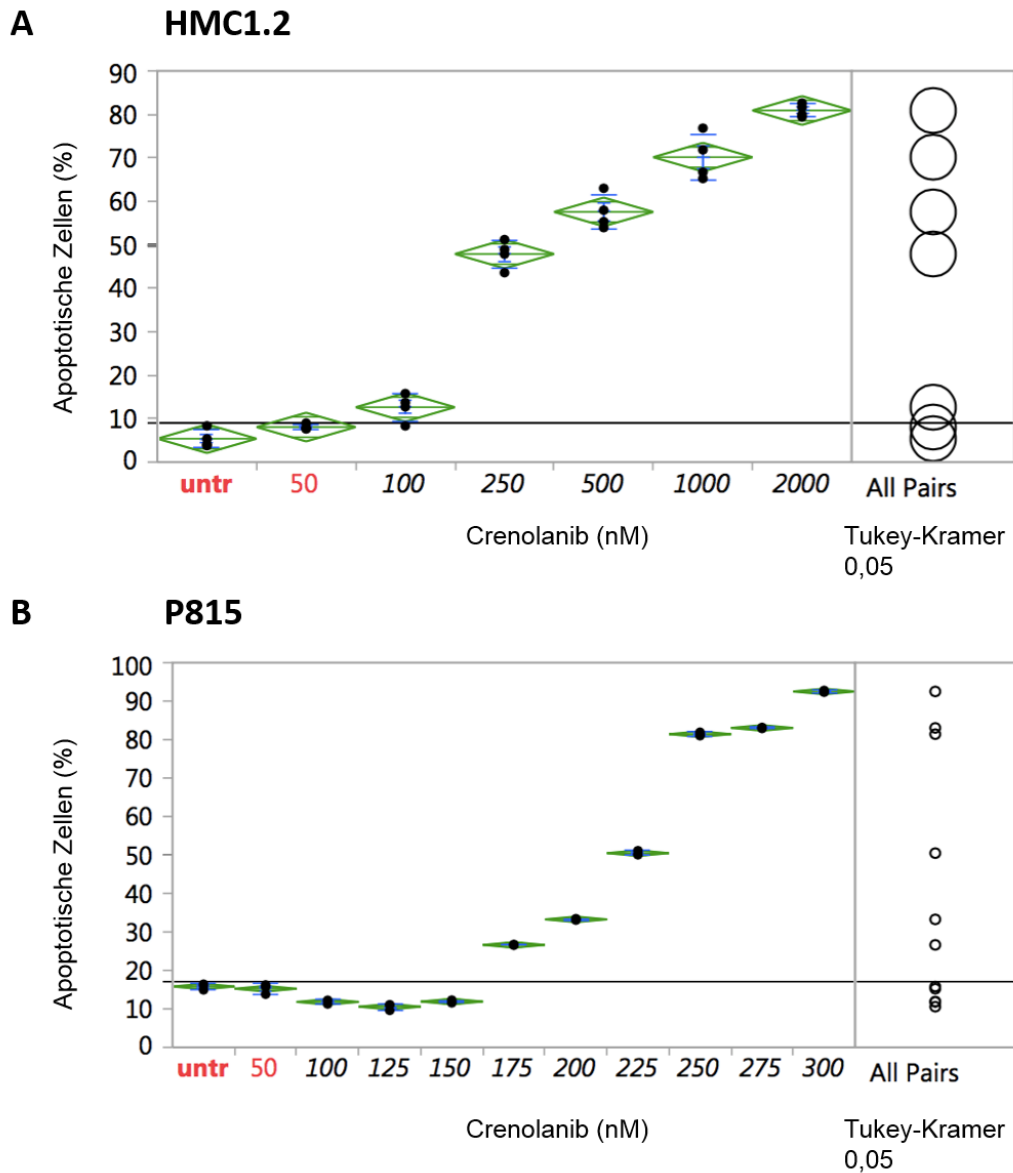 A HMC1.2
Apoptotische Zellen (%)
90
80
70
60
50
40
30
20
10
0
untr 50 100 250 500 1000 2000 All Pairs
Crenolanib (nM) Tukey-Kramer
0,05
B P815
Apoptotische Zellen (%)
100
90
80
70
60
50
40
30
20
10
0
untr 50 100 125 150 175 200 225 250 275 300 All Pairs
Crenolanib (nM) Tukey-Kramer
0,05